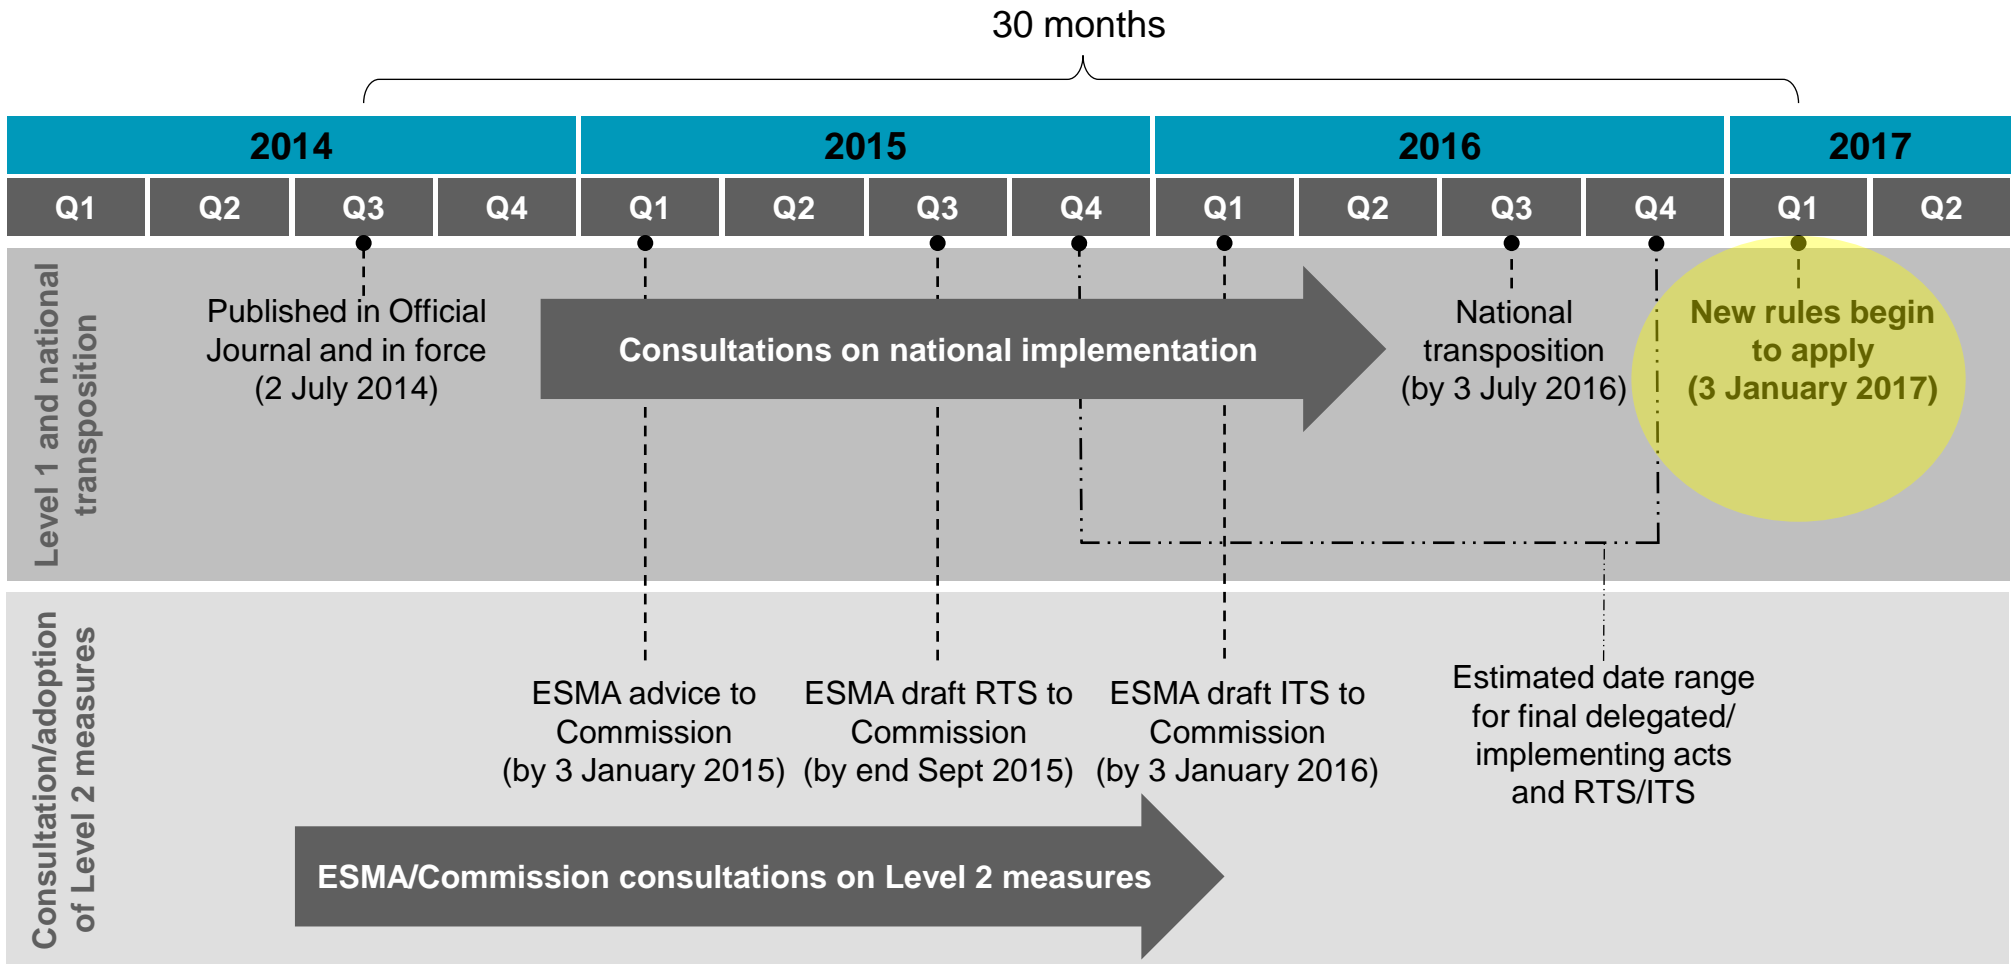 30 months
2014
2015
2016
2017
Q1
Q2
Q3
Q4
Q1
Q2
Q3
Q4
Q1
Q2
Q3
Q4
Q1
Q2
Level 1 and national
transposition
Published in Official
Journal and in force
(2 July 2014)
Consultations on national implementation
National
transposition
(by 3 July 2016)
New rules begin
to apply
(3 January 2017)
Consultation/adoption
of Level 2 measures
ESMA advice to
Commission
(by 3 January 2015)
ESMA draft RTS to
Commission
(by end Sept 2015)
ESMA draft ITS to
Commission
(by 3 January 2016)
Estimated date range
for final delegated/
implementing acts
and RTS/ITS
ESMA/Commission consultations on Level 2 measures